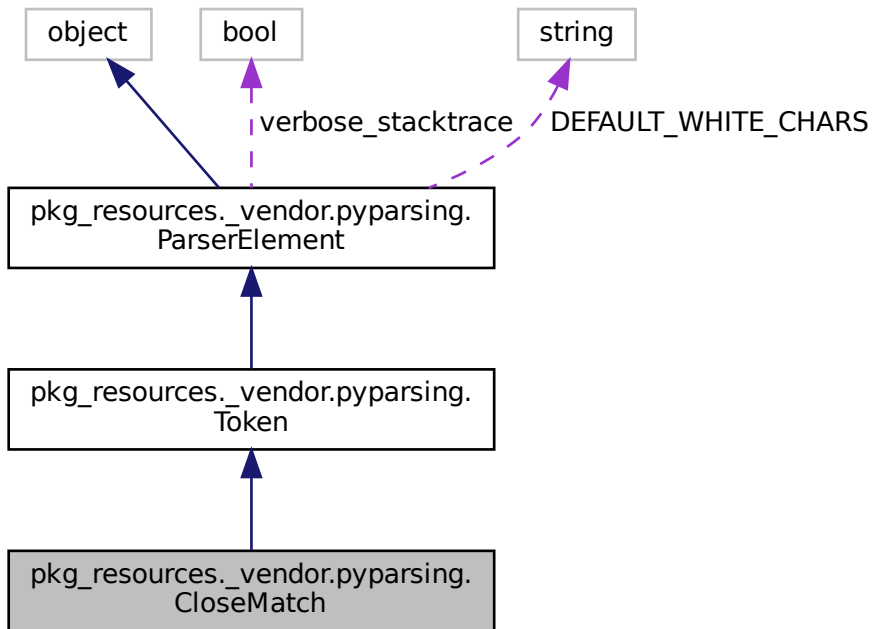 object
bool
string
verbose_stacktrace
DEFAULT_WHITE_CHARS
pkg_resources._vendor.pyparsing.
ParserElement
pkg_resources._vendor.pyparsing.
Token
pkg_resources._vendor.pyparsing.
CloseMatch